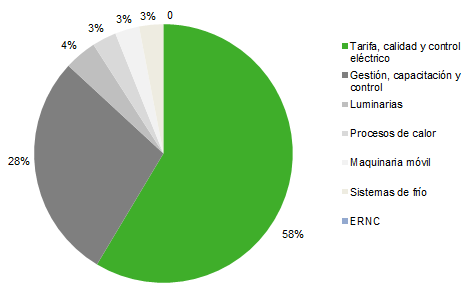 0
3%
3%
3%
4%
28%
58%
Tarifa, calidad y control
eléctrico
Gestión, capacitación y
control
Luminarias
Procesos de calor
Maquinaria móvil
Sistemas de frío
ERNC